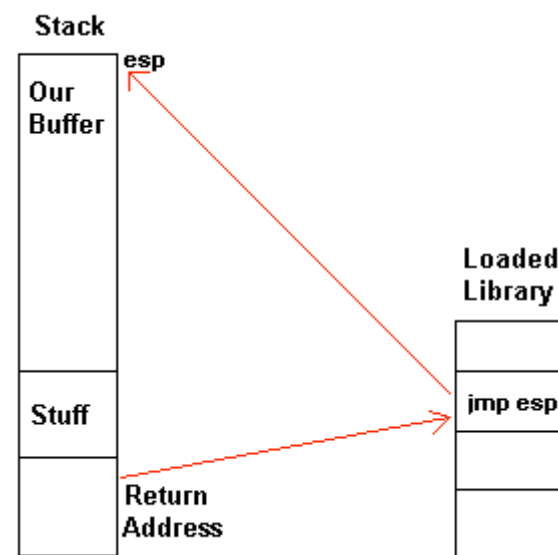 Stack
esp
Our
Buffer
Loaded
Library
jmp esp
Stuff
Return
Address